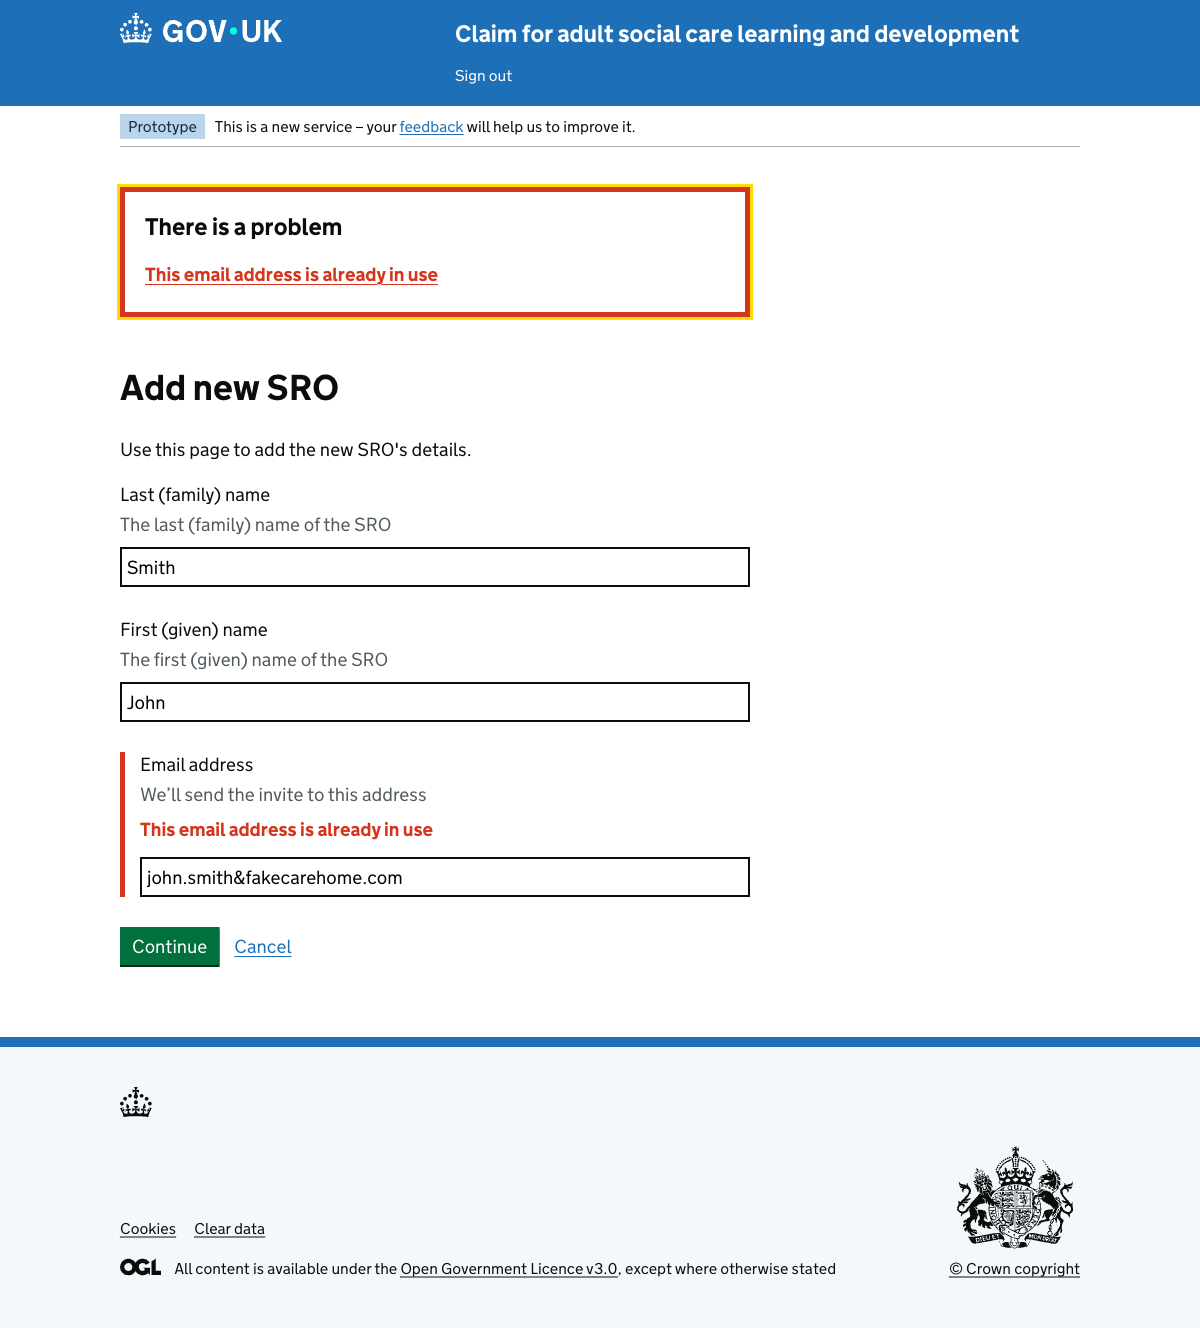 GOV·UK
Claim for adult social care learning and development
Sign out
Prototype This is a new service – your feedback will help us to improve it.
There is a problem
This email address is already in use
Add new SRO
Use this page to add the new SRO's details.
Last (family) name
The last (family) name of the SRO
Smith
First (given) name
The first (given) name of the SRO
John
Email address
We’ll send the invite to this address
This email address is already in use
john.smith&fakecarehome.com
Continue Cancel
Cookies Clear data
OGL All content is available under the Open Government Licence v3.0, except where otherwise stated
© Crown copyright